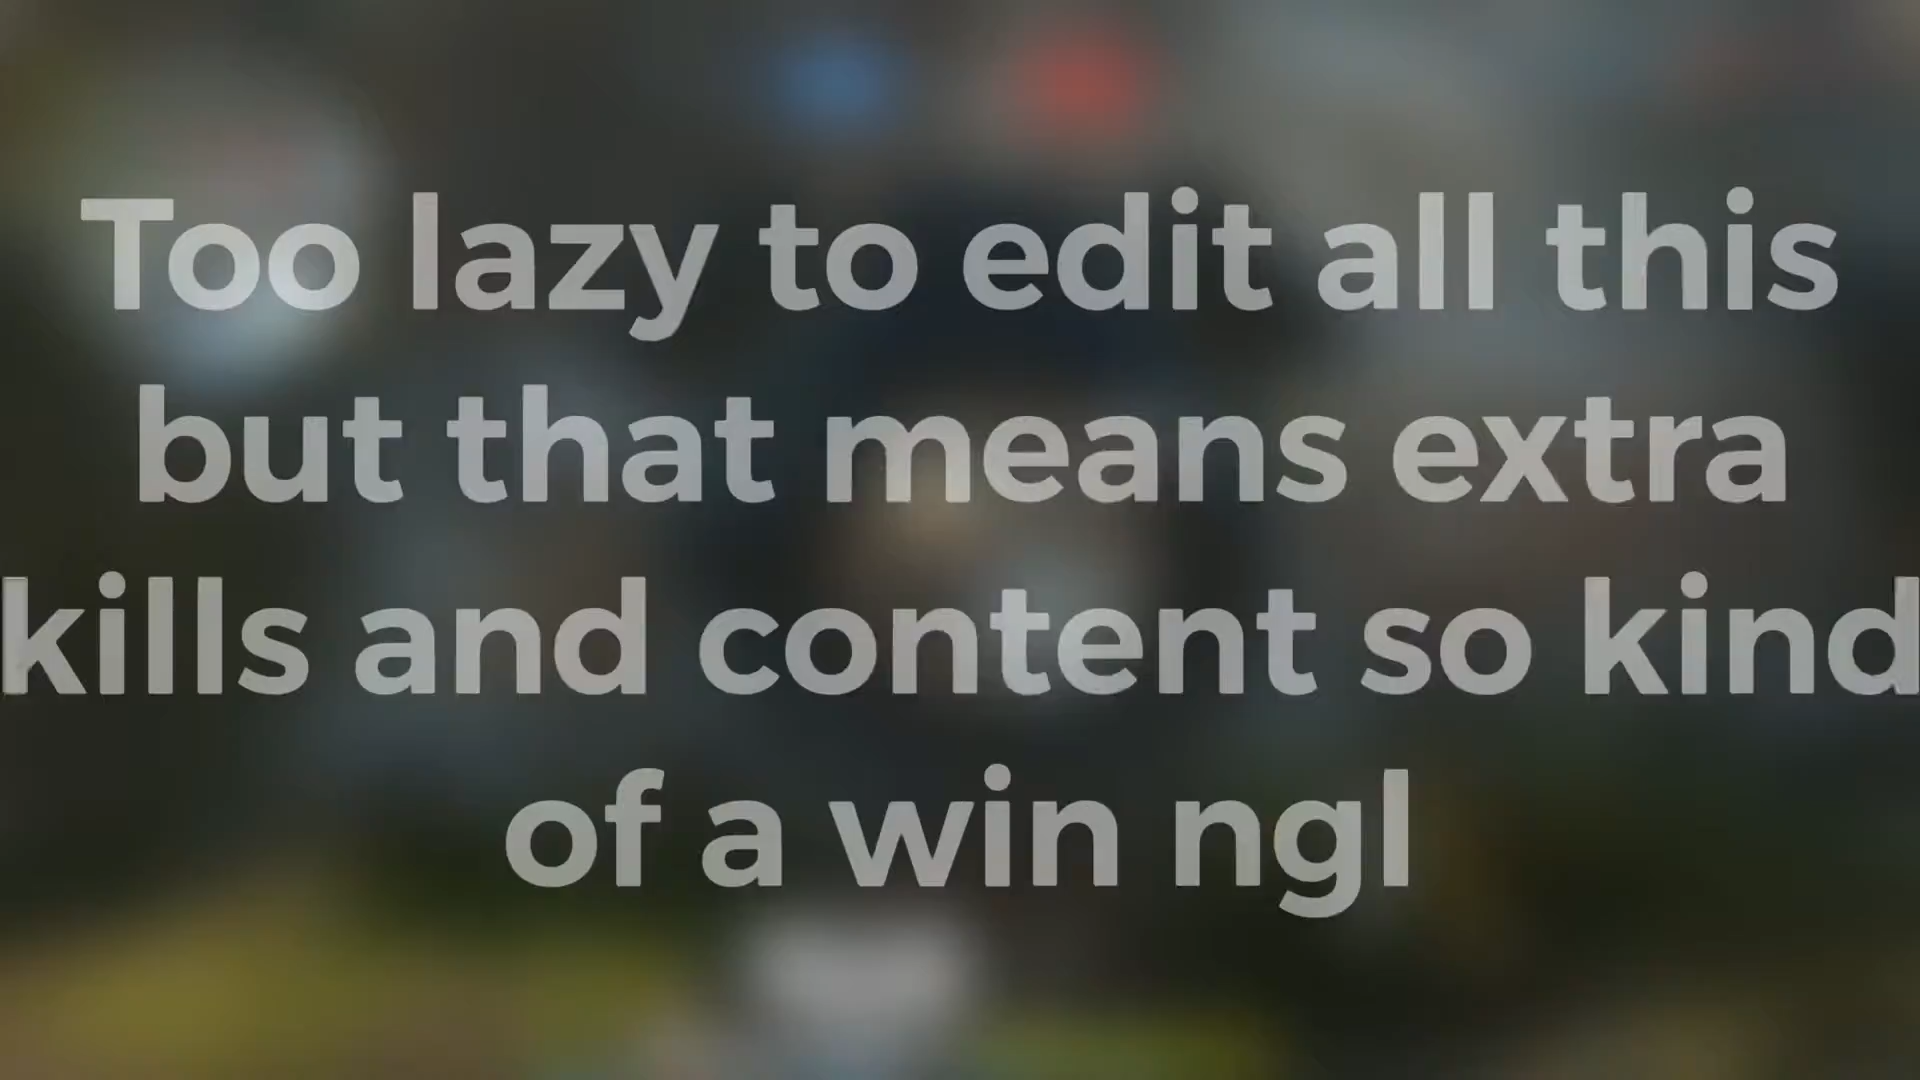 Too lazy to edit all this
but that means extra
kills and content so kind
of a win ngl